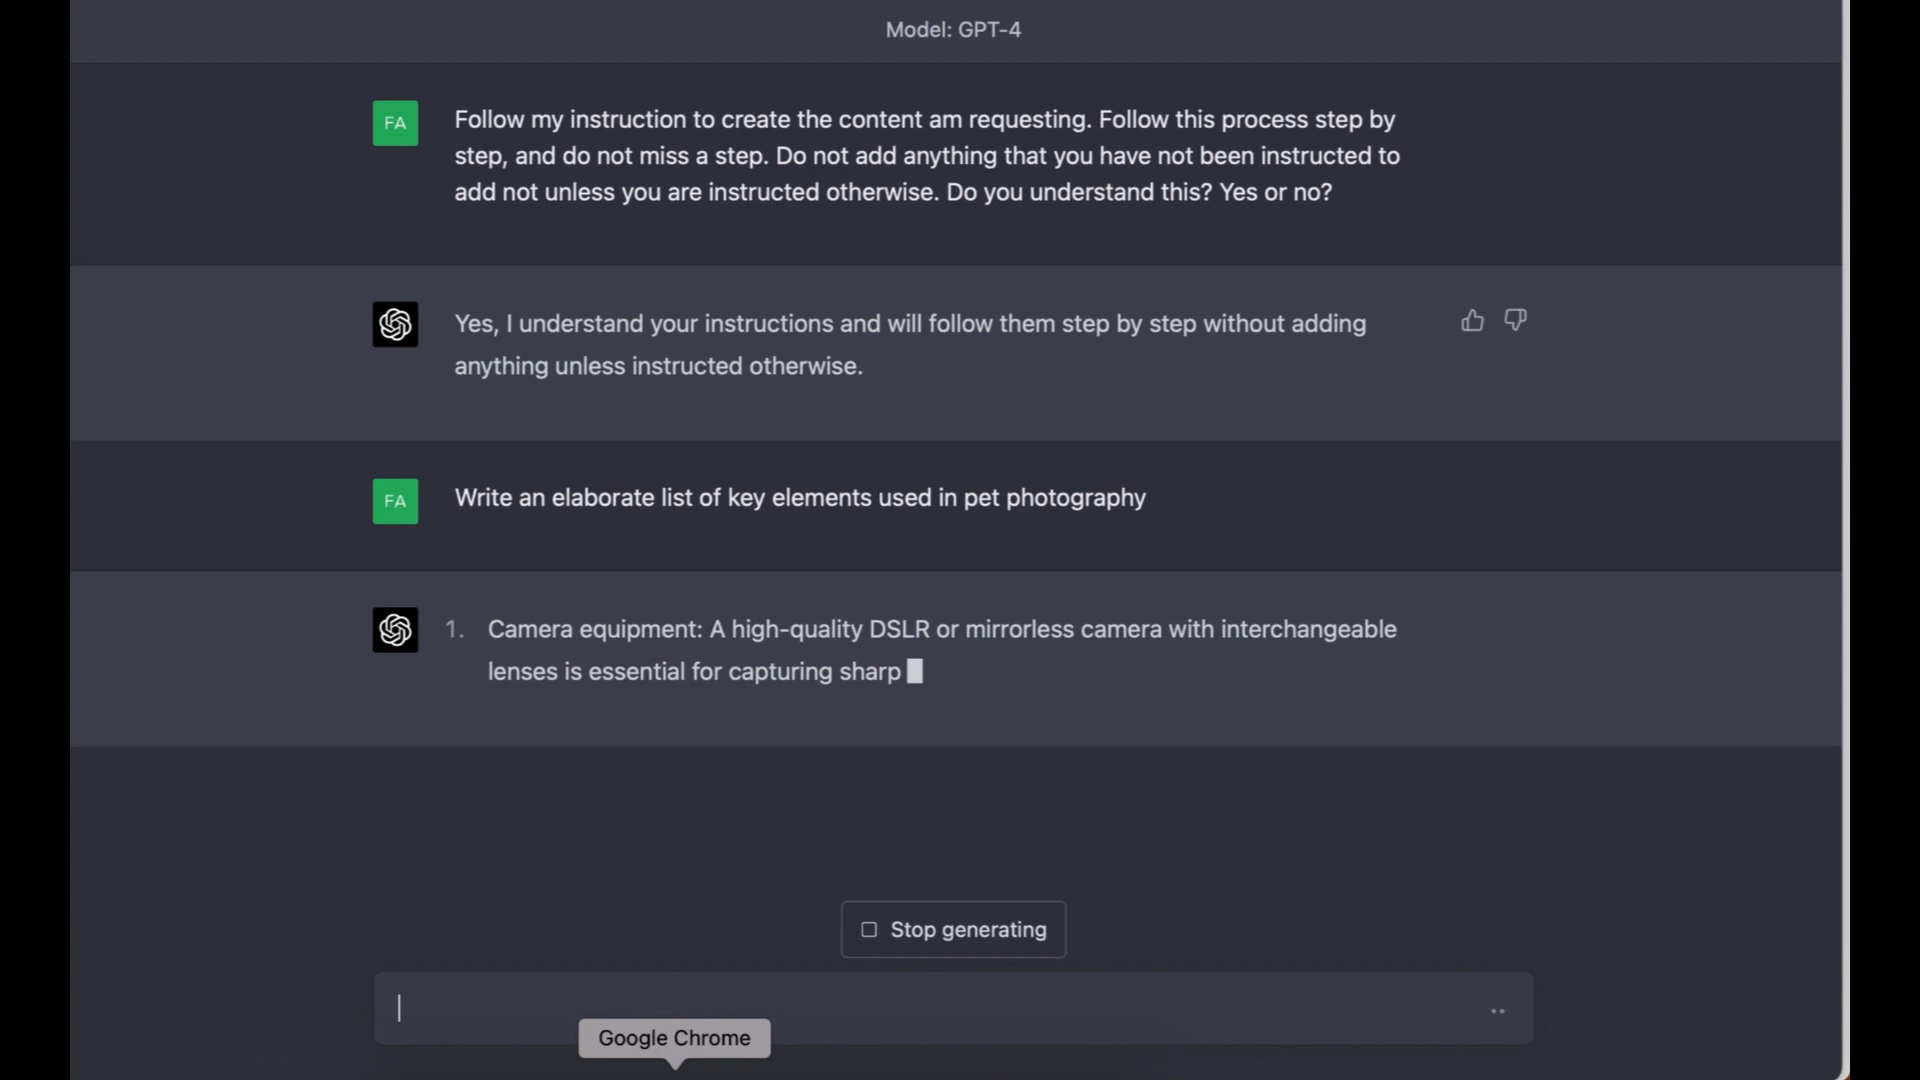 Model: GPT-4
FA
Follow my instruction to create the content am requesting. Follow this process step by
step, and do not miss a step. Do not add anything that you have not been instructed to
add not unless you are instructed otherwise. Do you understand this? Yes or no?
Yes, I understand your instructions and will follow them step by step without adding
anything unless instructed otherwise.
FA
Write an elaborate list of key elements used in pet photography
1. Camera equipment: A high-quality DSLR or mirrorless camera with interchangeable
lenses is essential for capturing sharp
Stop generating
Google Chrome